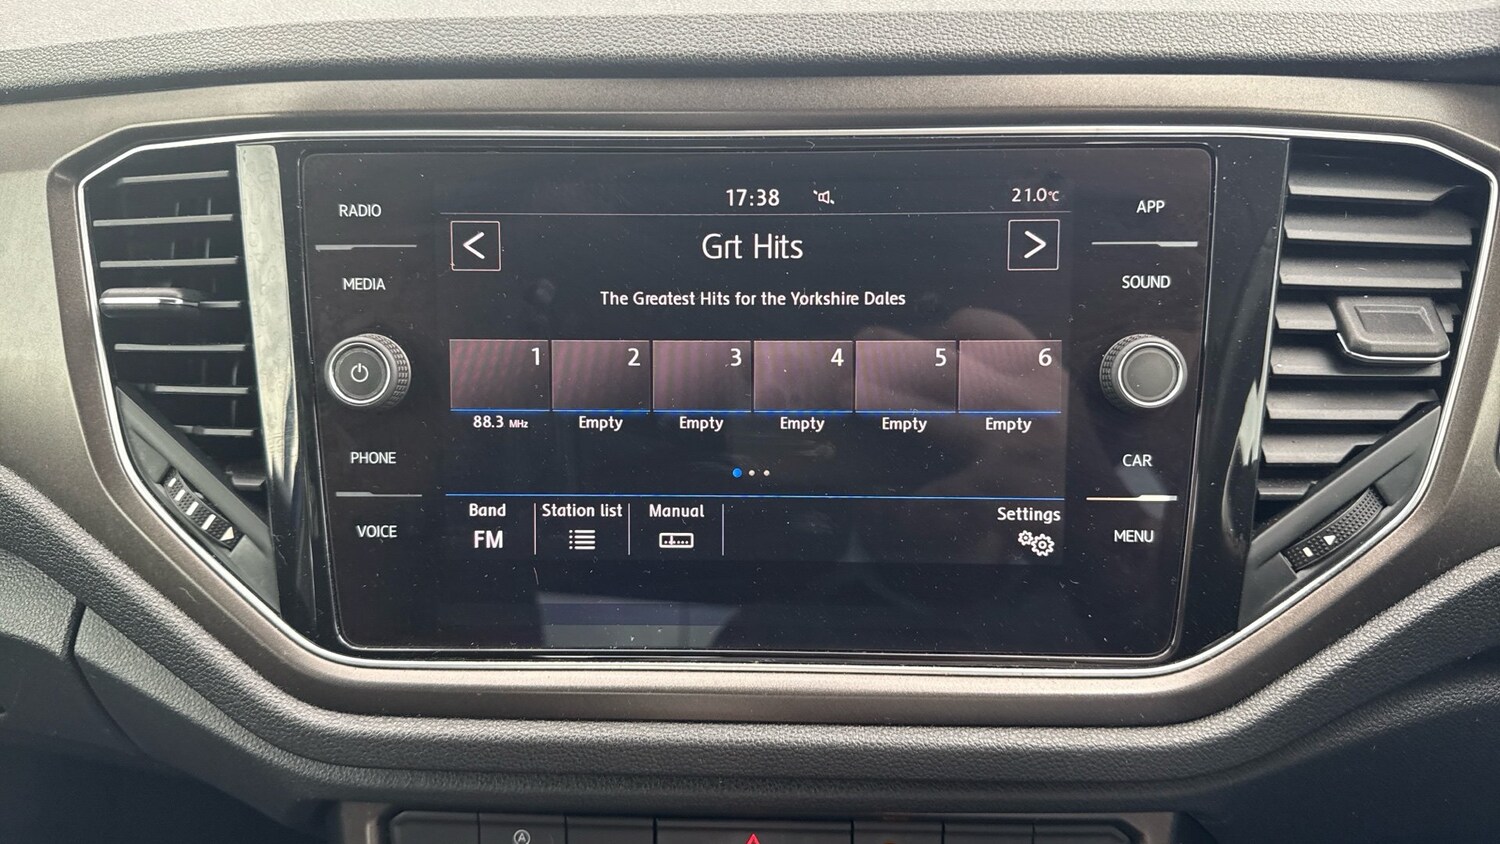 17:38
21.0°C
RADIO
APP
Grt Hits
MEDIA
SOUND
The Greatest Hits for the Yorkshire Dales
1 2 3 4 5 6
88.3 MHz Empty Empty Empty Empty Empty
PHONE
CAR
Band Station list Manual Settings
FM
VOICE
MENU
A